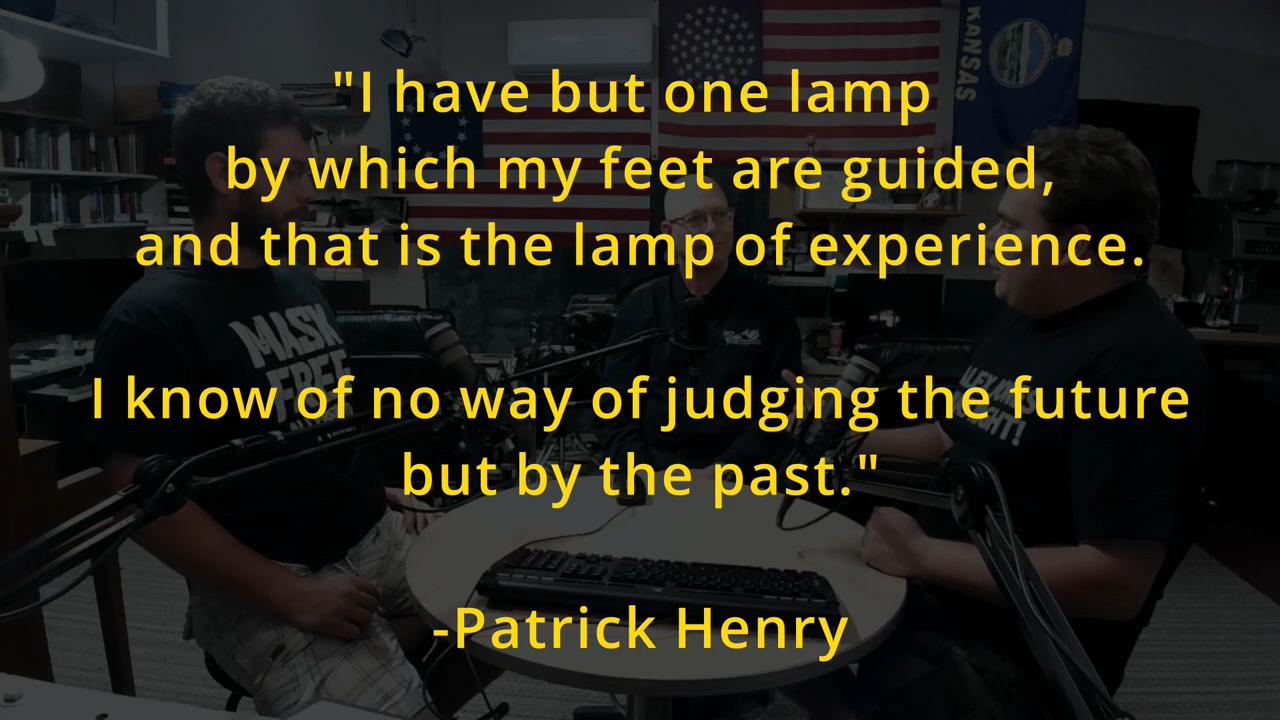 "I have but one lamp
by which my feet are guided,
and that is the lamp of experience.
I know of no way of judging the future
but by the past."
-Patrick Henry
KANSAS
MASK
FREE